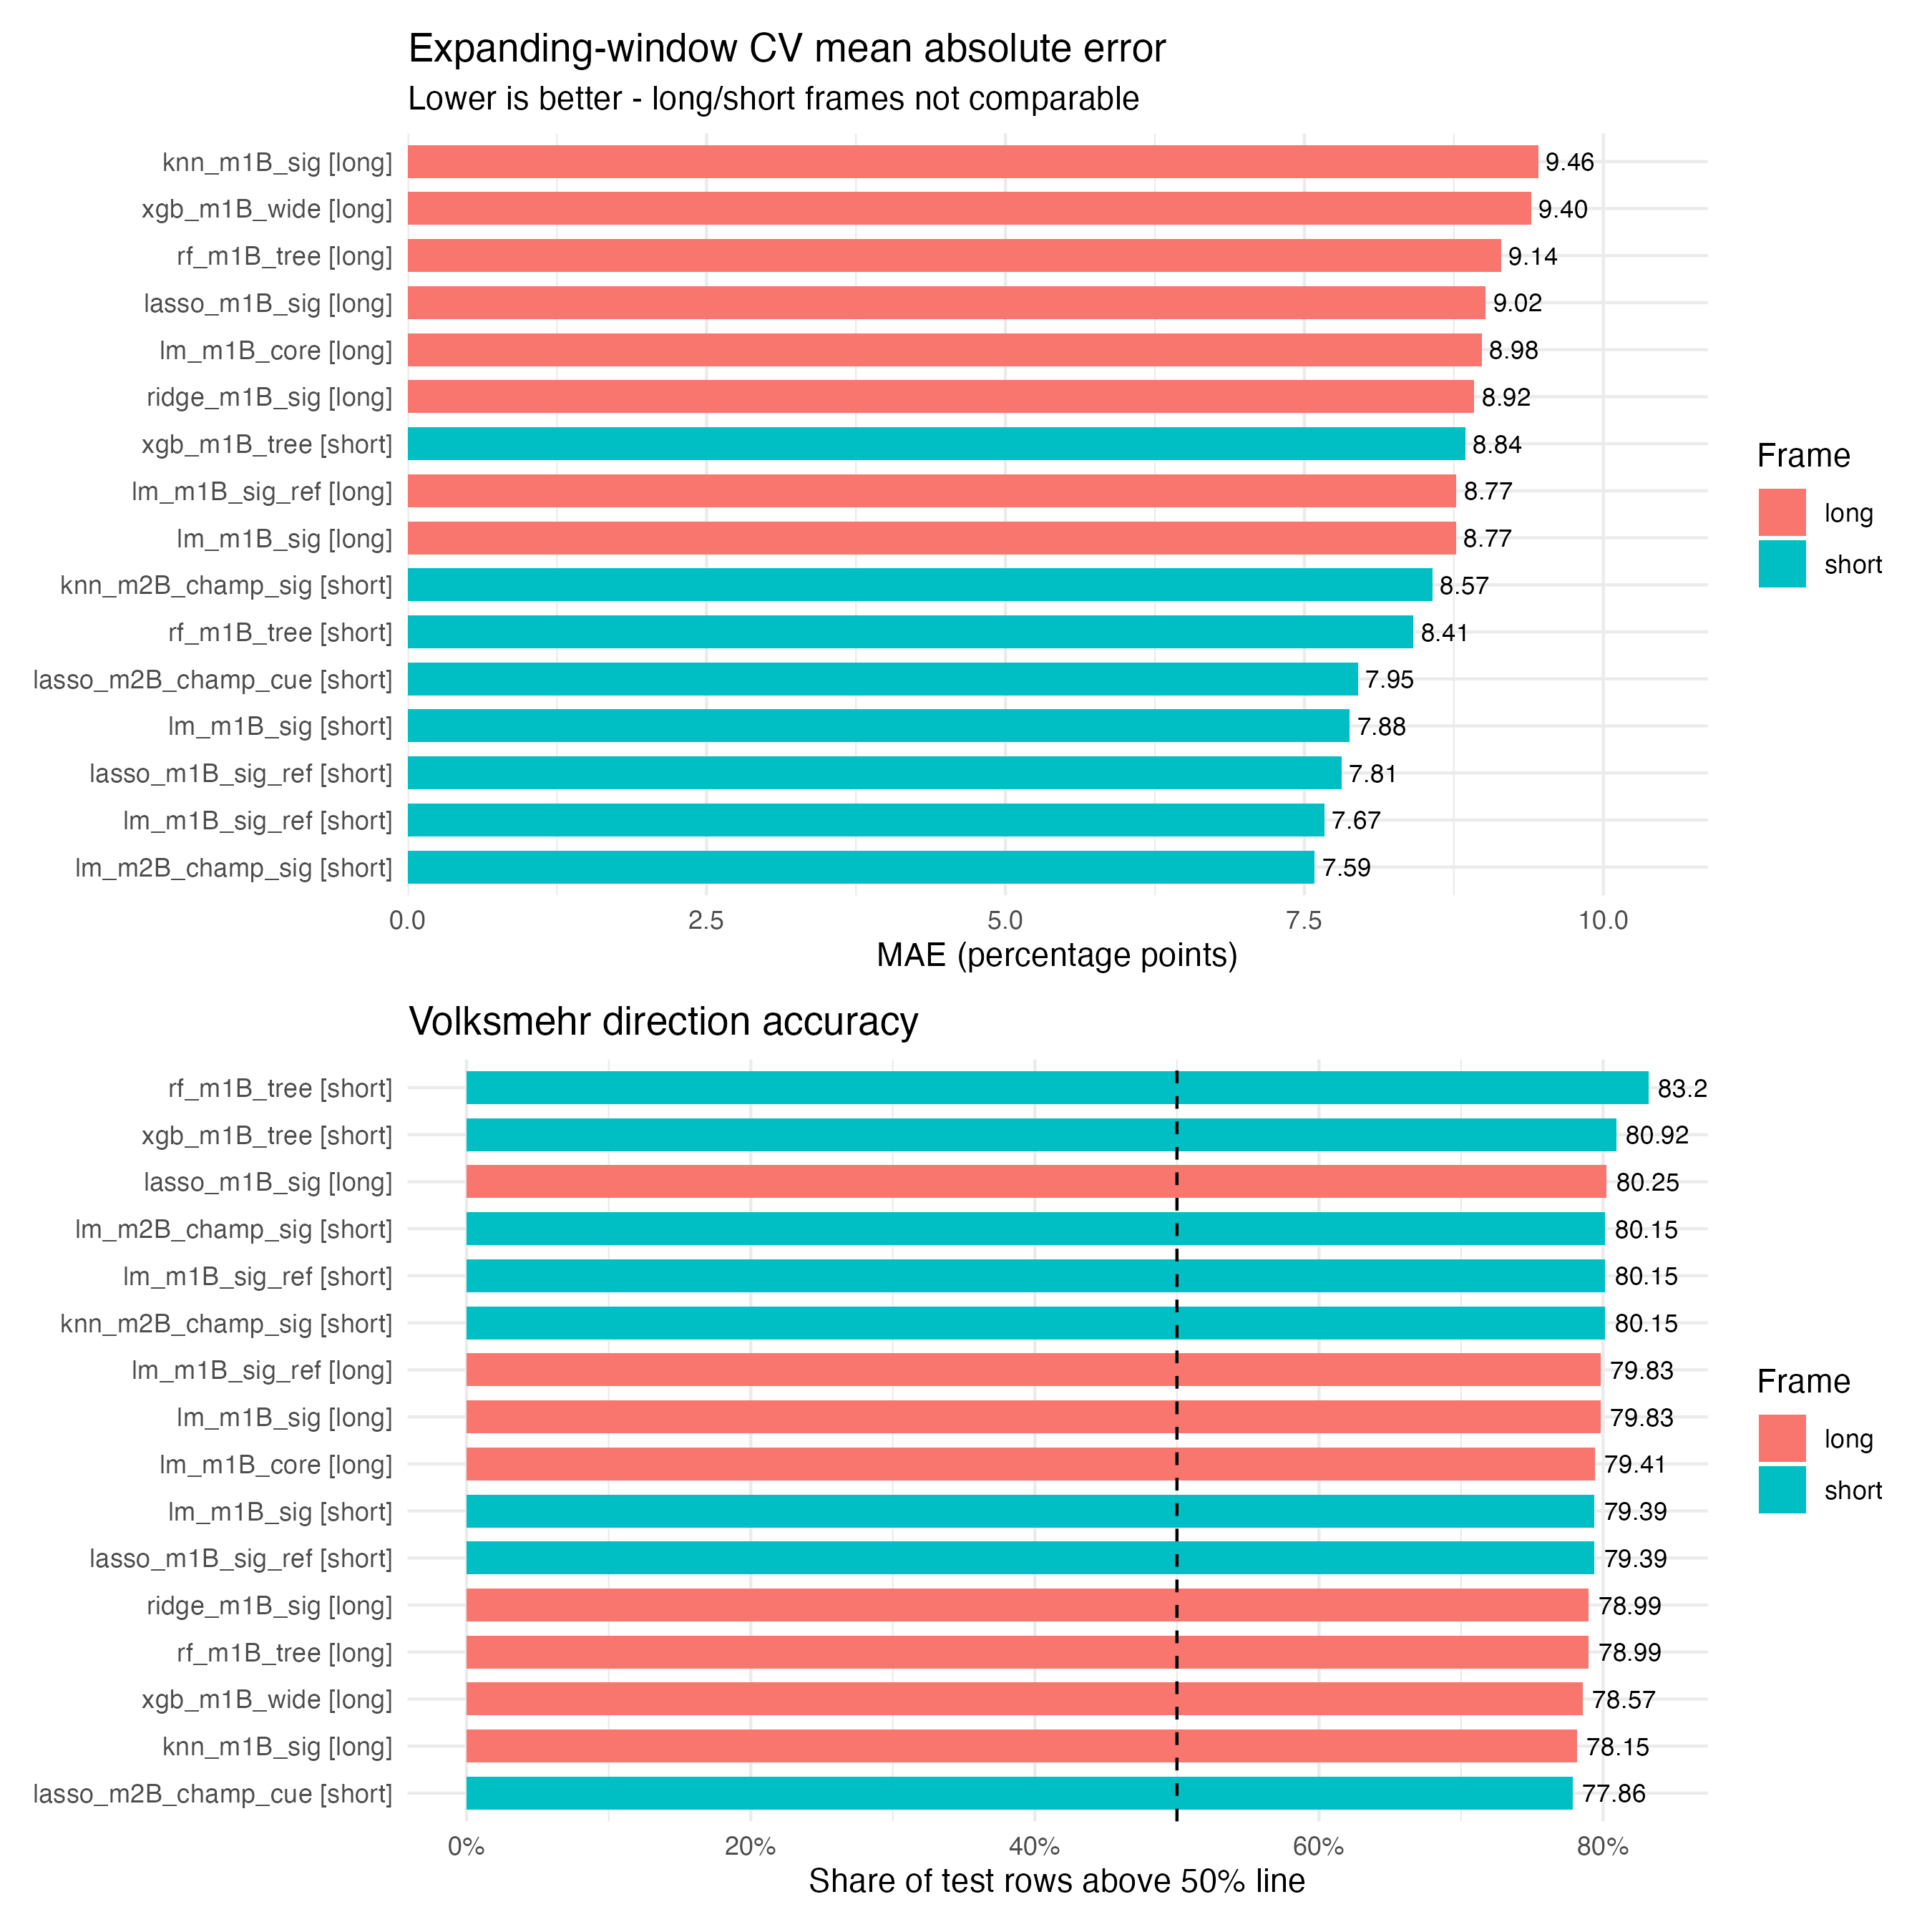 Expanding-window CV mean absolute error
Lower is better - long/short frames not comparable
knn_m1B_sig [long] 9.46
xgb_m1B_wide [long] 9.40
rf_m1B_tree [long] 9.14
lasso_m1B_sig [long] 9.02
lm_m1B_core [long] 8.98
ridge_m1B_sig [long] 8.92
xgb_m1B_tree [short] 8.84
lm_m1B_sig_ref [long] 8.77
lm_m1B_sig [long] 8.77
knn_m2B_champ_sig [short] 8.57
rf_m1B_tree [short] 8.41
lasso_m2B_champ_cue [short] 7.95
lm_m1B_sig [short] 7.88
lasso_m1B_sig_ref [short] 7.81
lm_m1B_sig_ref [short] 7.67
lm_m2B_champ_sig [short] 7.59
0.0 2.5 5.0 7.5 10.0
MAE (percentage points)
Frame
long
short
Volksmehr direction accuracy
rf_m1B_tree [short] 83.2
xgb_m1B_tree [short] 80.92
lasso_m1B_sig [long] 80.25
lm_m2B_champ_sig [short] 80.15
lm_m1B_sig_ref [short] 80.15
knn_m2B_champ_sig [short] 80.15
lm_m1B_sig_ref [long] 79.83
lm_m1B_sig [long] 79.83
lm_m1B_core [long] 79.41
lm_m1B_sig [short] 79.39
lasso_m1B_sig_ref [short] 79.39
ridge_m1B_sig [long] 78.99
rf_m1B_tree [long] 78.99
xgb_m1B_wide [long] 78.57
knn_m1B_sig [long] 78.15
lasso_m2B_champ_cue [short] 77.86
0% 20% 40% 60% 80%
Share of test rows above 50% line
Frame
long
short